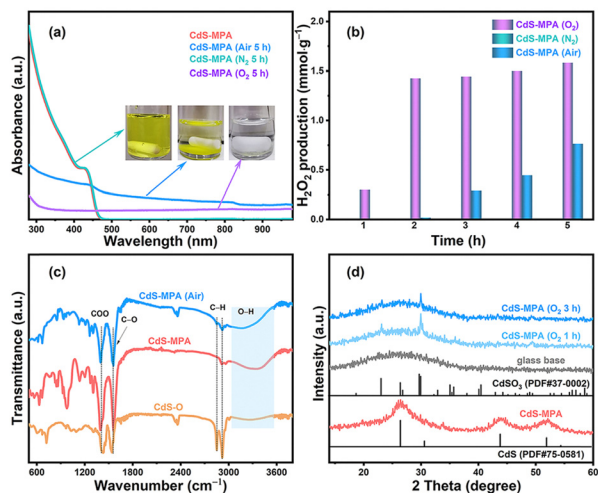 (a)
CdS-MPA
CdS-MPA (Air 5 h)
CdS-MPA (N₂ 5 h)
CdS-MPA (O₂ 5 h)
Absorbance (a.u.)
300 400 500 600 700 800 900
Wavelength (nm)
(b)
CdS-MPA (O₂)
CdS-MPA (N₂)
CdS-MPA (Air)
H₂O₂ production (mmol·g⁻¹)
2.0
1.5
1.0
0.5
0.0
1 2 3 4 5
Time (h)
(c)
CdS-MPA (Air)
COO
C–O
C–H
O–H
CdS-MPA
CdS-O
Transmittance (a.u.)
600 1200 1800 2400 3000 3600
Wavenumber (cm⁻¹)
(d)
CdS-MPA (O₂ 3 h)
CdS-MPA (O₂ 1 h)
glass base
CdSO₃ (PDF#37-0002)
CdS-MPA
CdS (PDF#75-0581)
Intensity (a.u.)
20 30 40 50 60
2 Theta (degree)